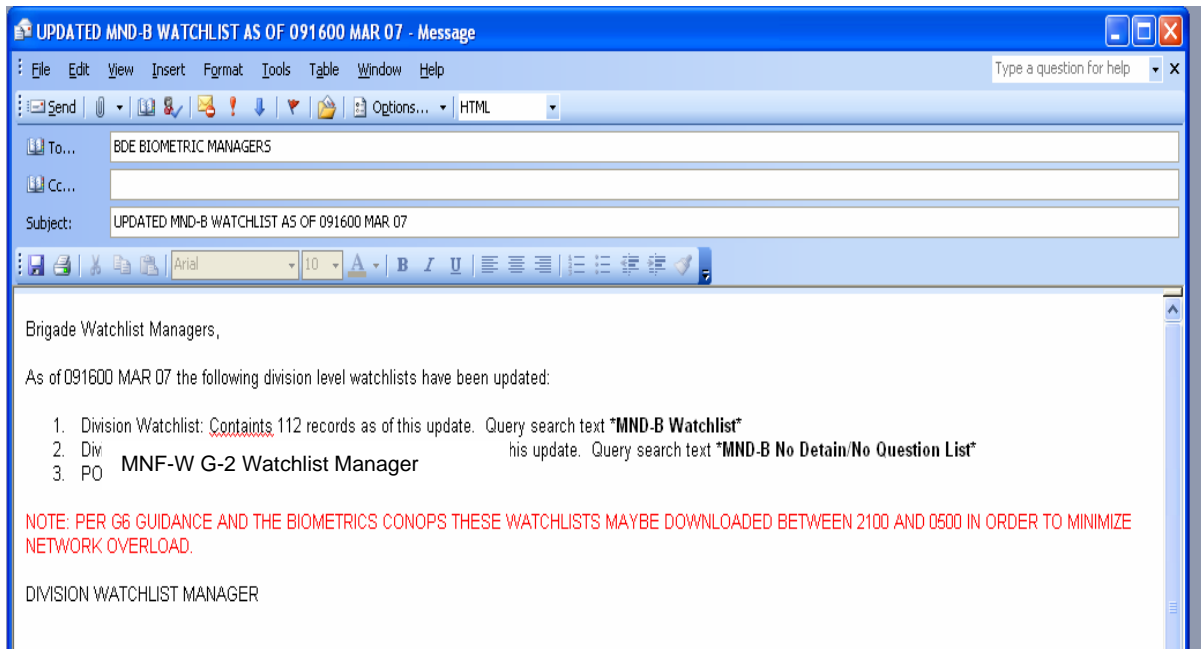 UPDATED MND-B WATCHLIST AS OF 091600 MAR 07 - Message
File Edit View Insert Format Tools Table Window Help Type a question for help
Send Options... HTML
To... BDE BIOMETRIC MANAGERS
Cc...
Subject: UPDATED MND-B WATCHLIST AS OF 091600 MAR 07
Arial 10 A B I U
Brigade Watchlist Managers,
As of 091600 MAR 07 the following division level watchlists have been updated:
1. Division Watchlist: Containts 112 records as of this update. Query search text *MND-B Watchlist*
2. Div his update. Query search text *MND-B No Detain/No Question List*
MNF-W G-2 Watchlist Manager
3. PO
NOTE: PER G6 GUIDANCE AND THE BIOMETRICS CONOPS THESE WATCHLISTS MAYBE DOWNLOADED BETWEEN 2100 AND 0500 IN ORDER TO MINIMIZE
NETWORK OVERLOAD.
DIVISION WATCHLIST MANAGER